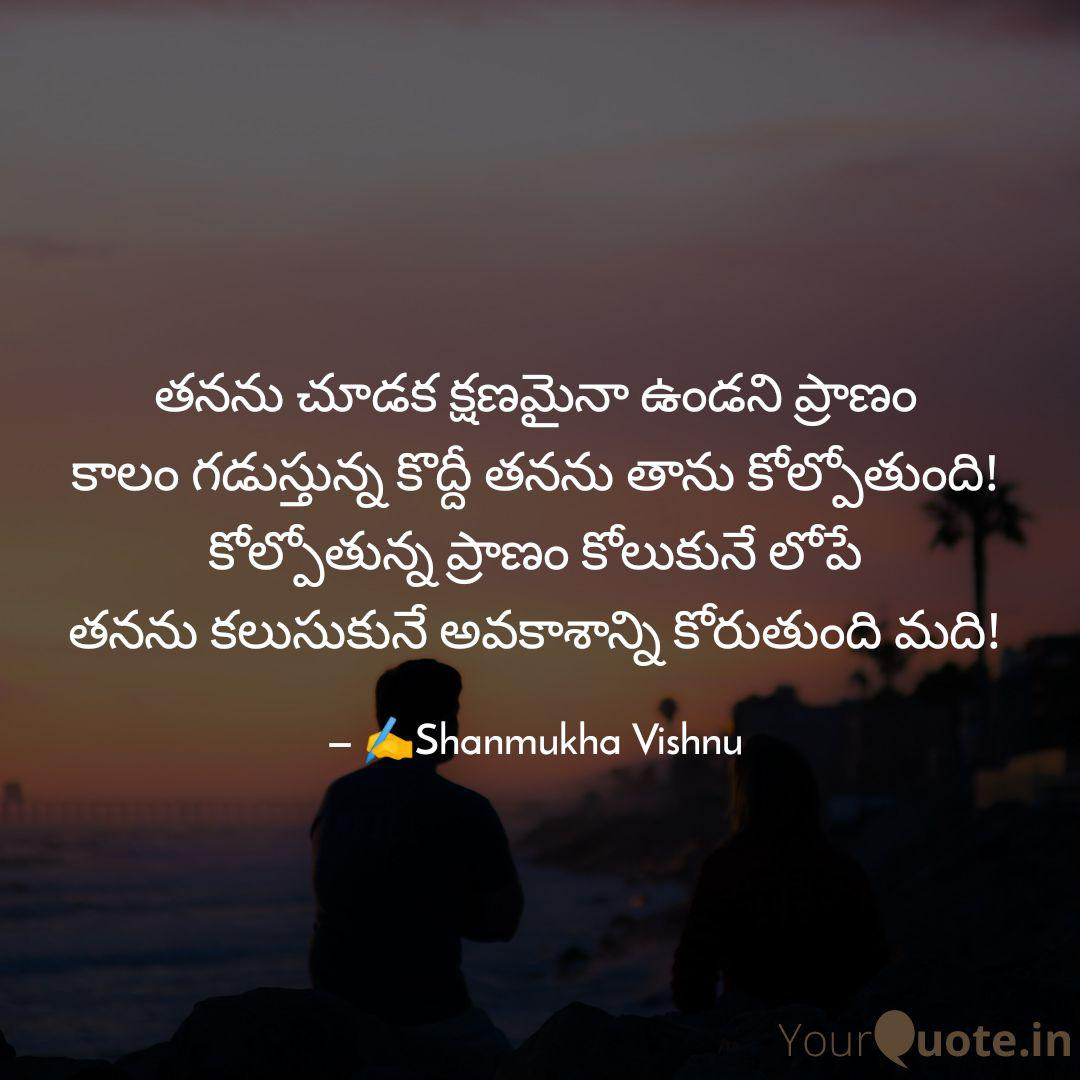 తనను చూడక క్షణమైనా ఉండని ప్రాణం
కాలం గడుస్తున్న కొద్దీ తనను తాను కోల్పోతుంది!
కోల్పోతున్న ప్రాణం కోలుకునే లోపే
తనను కలుసుకునే అవకాశాన్ని కోరుతుంది మది!
– ✍️Shanmukha Vishnu
YourQuote.in